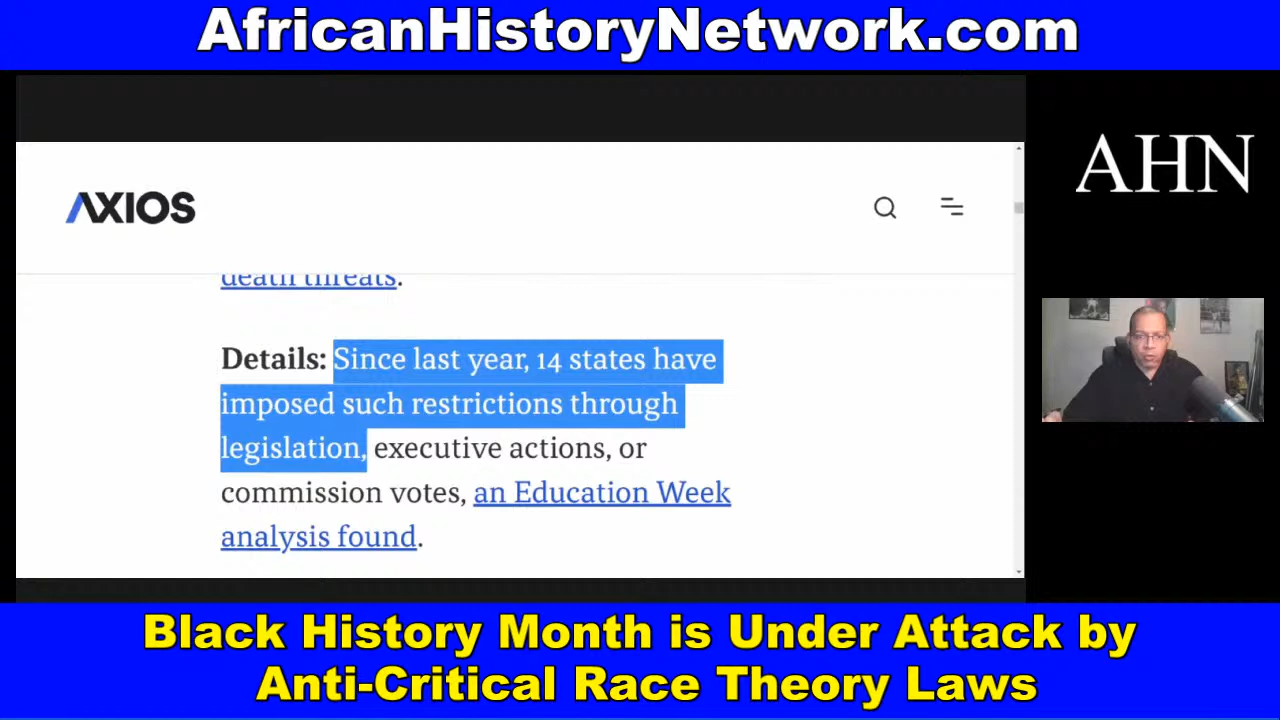 AfricanHistoryNetwork.com
AHN
AXIOS
death threats.
Details: Since last year, 14 states have
imposed such restrictions through
legislation, executive actions, or
commission votes, an Education Week
analysis found.
Black History Month is Under Attack by
Anti-Critical Race Theory Laws